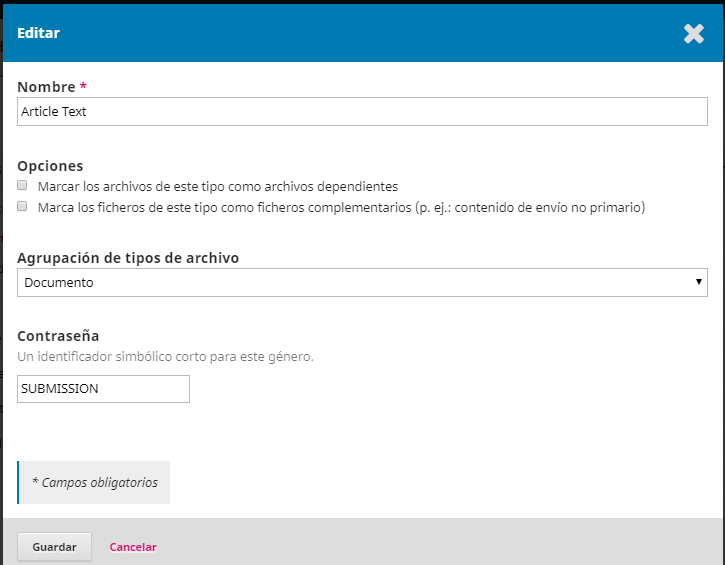 Editar
Nombre *
Article Text
Opciones
Marcar los archivos de este tipo como archivos dependientes
Marca los ficheros de este tipo como ficheros complementarios (p. ej.: contenido de envío no primario)
Agrupación de tipos de archivo
Documento
Contraseña
Un identificador simbólico corto para este género.
SUBMISSION
* Campos obligatorios
Guardar Cancelar